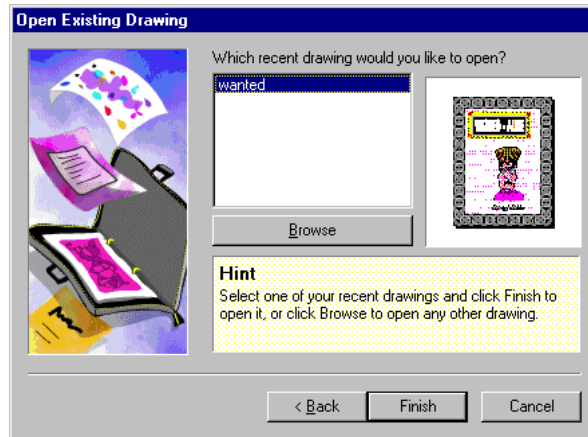 Open Existing Drawing
Which recent drawing would you like to open?
wanted
Browse
Hint
Select one of your recent drawings and click Finish to
open it, or click Browse to open any other drawing.
< Back
Finish
Cancel